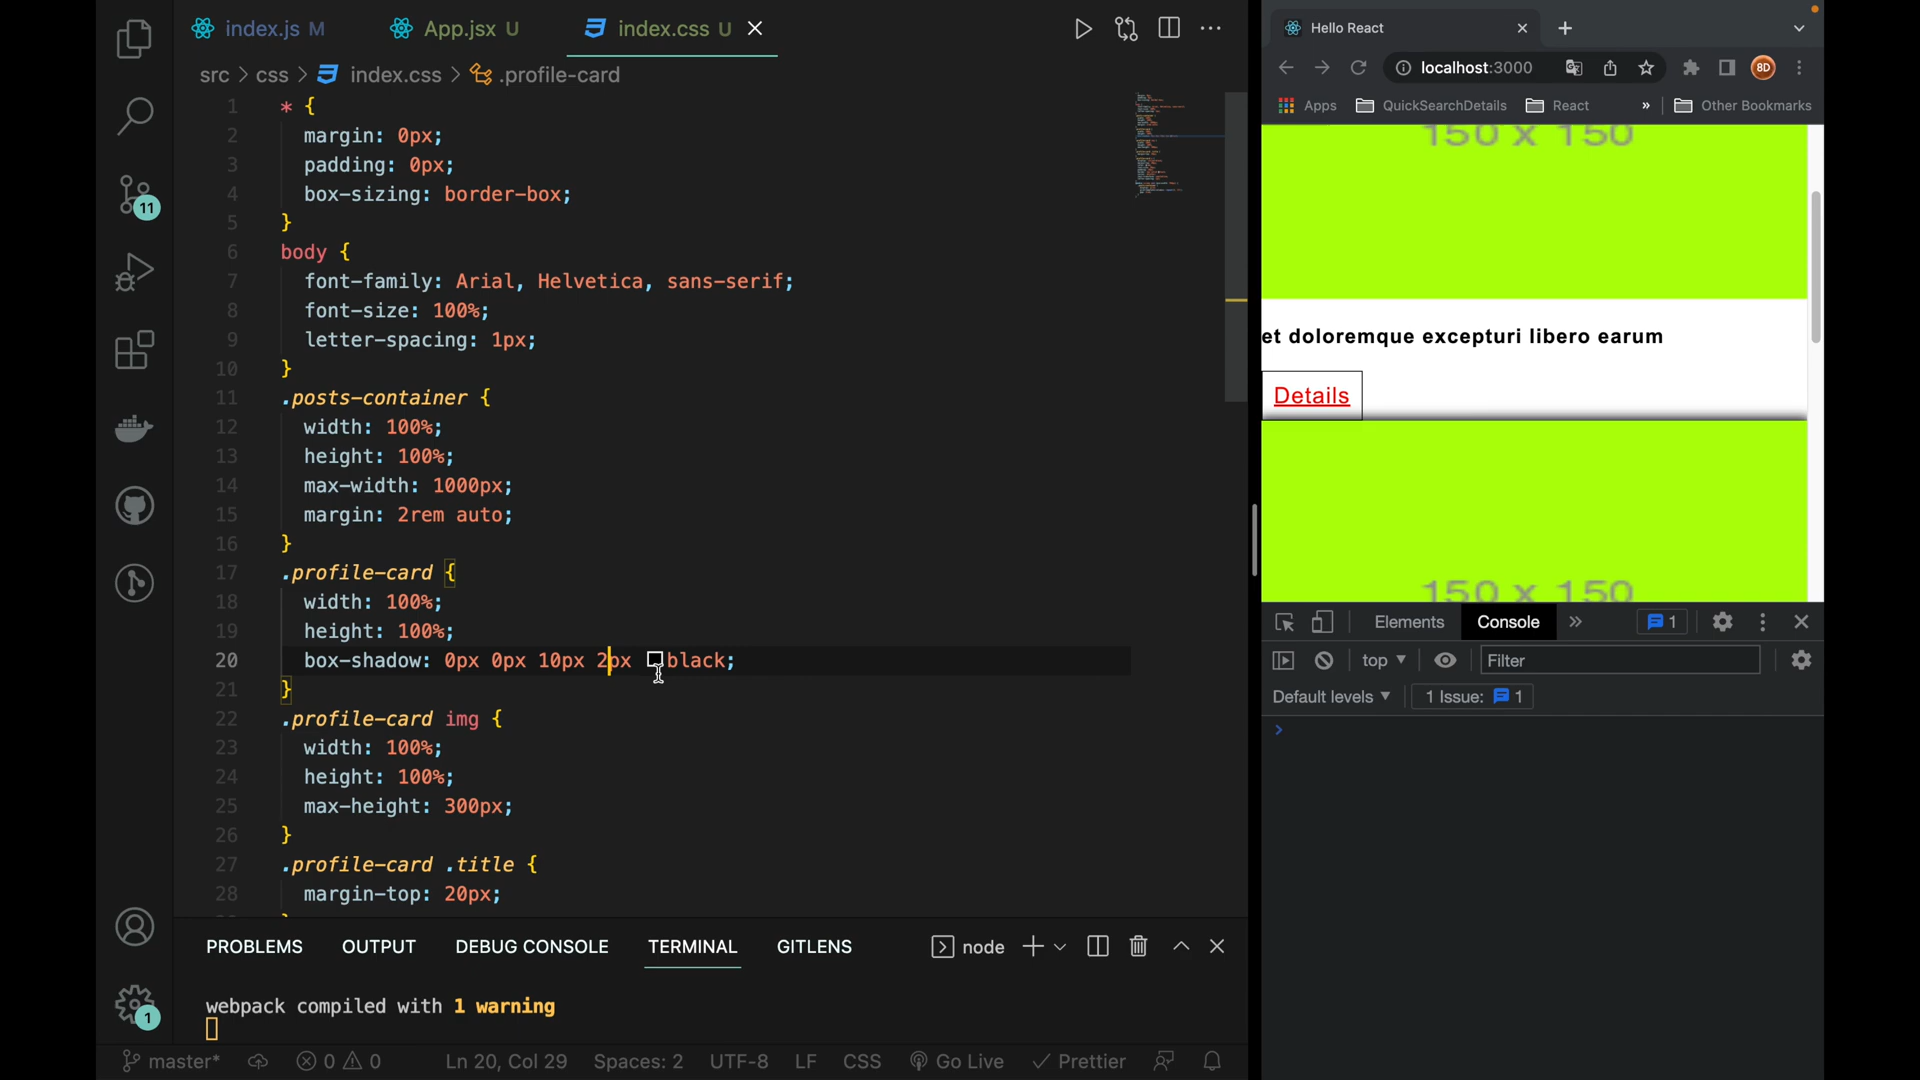 index.js M
App.jsx U
index.css U
src > css > index.css > .profile-card
1 * {
2 margin: 0px;
3 padding: 0px;
4 box-sizing: border-box;
5 }
6 body {
7 font-family: Arial, Helvetica, sans-serif;
8 font-size: 100%;
9 letter-spacing: 1px;
10 }
11 .posts-container {
12 width: 100%;
13 height: 100%;
14 max-width: 1000px;
15 margin: 2rem auto;
16 }
17 .profile-card {
18 width: 100%;
19 height: 100%;
20 box-shadow: 0px 0px 10px 2px black;
21 }
22 .profile-card img {
23 width: 100%;
24 height: 100%;
25 max-height: 300px;
26 }
27 .profile-card .title {
28 margin-top: 20px;
11
1
PROBLEMS OUTPUT DEBUG CONSOLE TERMINAL GITLENS
node
webpack compiled with 1 warning
master* 0 0 Ln 20, Col 29 Spaces: 2 UTF-8 LF CSS Go Live Prettier
Hello React
localhost:3000
8D
Apps QuickSearchDetails React » Other Bookmarks
150 x 150
et doloremque excepturi libero earum
Details
150 x 150
Elements Console » 1
top Filter
Default levels 1 Issue: 1